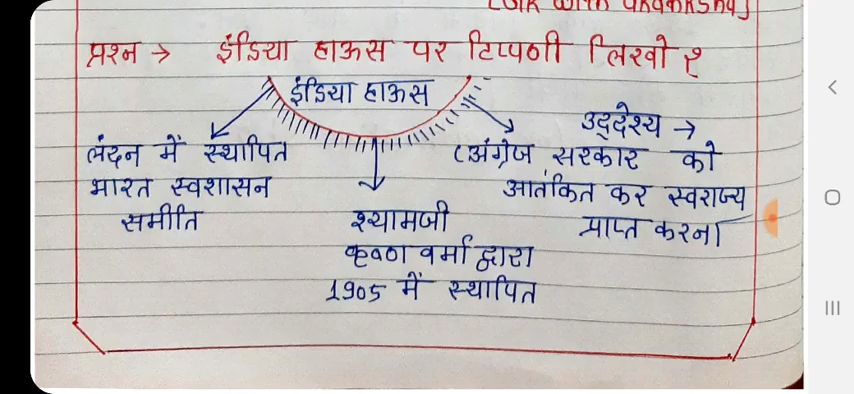 प्रश्न → इंडिया हाऊस पर टिप्पणी लिखो ?
इंडिया हाऊस
लंदन में स्थापित
भारत स्वशासन
समीति
श्यामजी
कृष्ण वर्मा द्वारा
1905 में स्थापित
उद्देश्य →
(अंग्रेज सरकार को
आतंकित कर स्वराज्य
प्राप्त करना